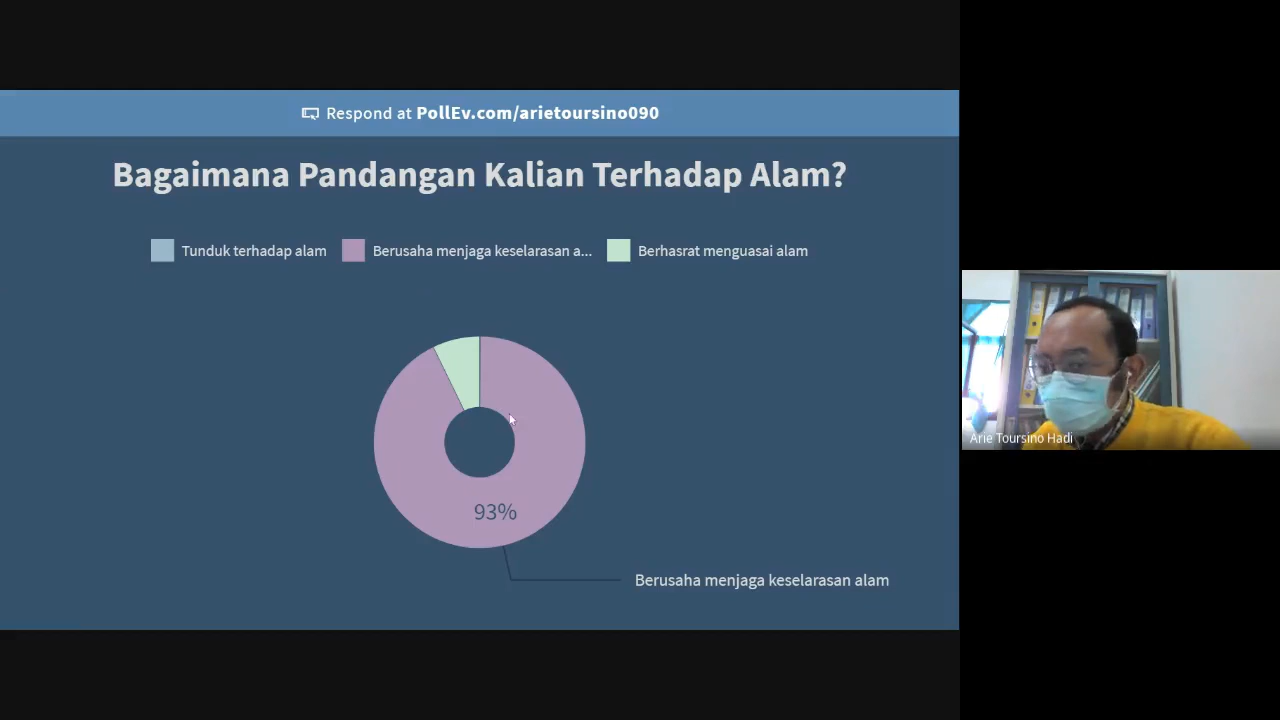 Respond at PollEv.com/arietoursino090
Bagaimana Pandangan Kalian Terhadap Alam?
Tunduk terhadap alam
Berusaha menjaga keselarasan a...
Berhasrat menguasai alam
93%
Berusaha menjaga keselarasan alam
Arie Toursino Hadi